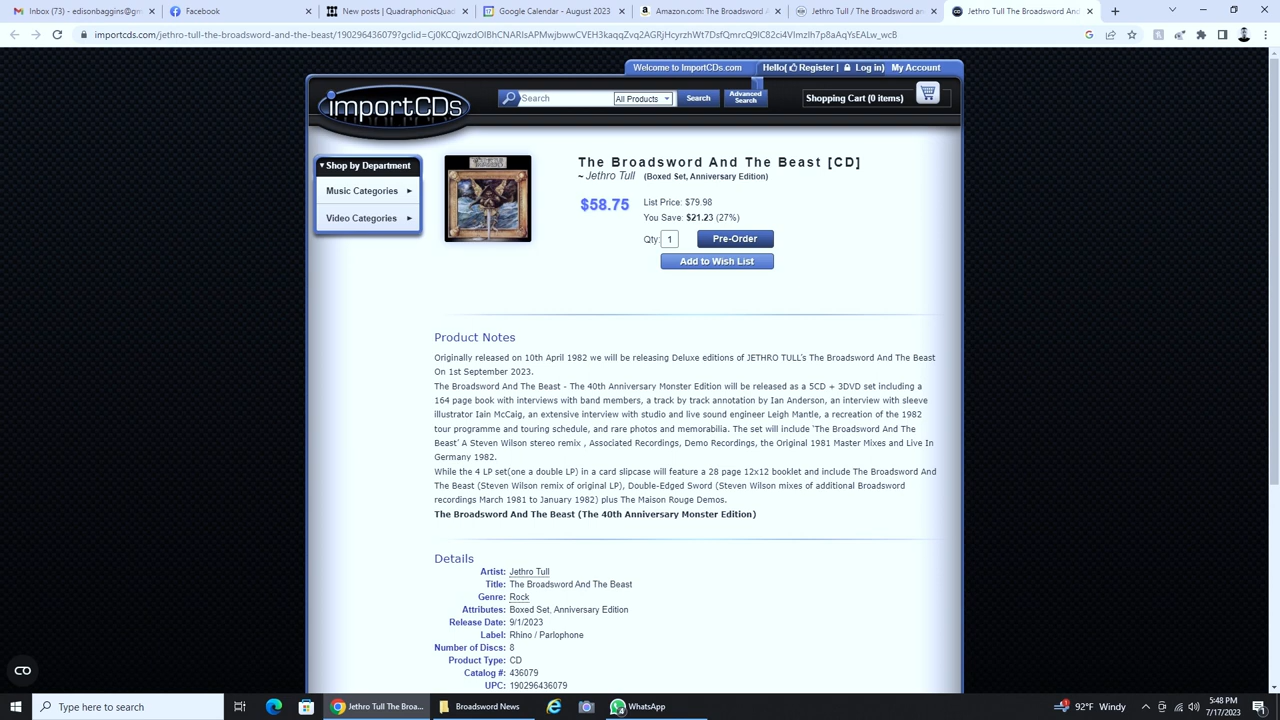 Inbox (73) - edisonbaggins@gm
Facebook
New posts | QuadraphonicQuad
Google Calendar - August 2023
Amazon.com: The Broadsword A
Jethro Tull / The Broadsword an
Jethro Tull The Broadsword And
importcds.com/jethro-tull-the-broadsword-and-the-beast/190296436079?gclid=
Welcome to ImportCDs.com
Hello( Register | Log in) My Account
importCDs
Search
All Products
Search
Advanced
Search
Shopping Cart (0 items)
Shop by Department
Music Categories
Video Categories
The Broadsword And The Beast [CD]
~ Jethro Tull (Boxed Set, Anniversary Edition)
$58.75
List Price: $79.98
You Save: $21.23 (27%)
Qty: 1
Pre-Order
Add to Wish List
Product Notes
Originally released on 10th April 1982 we will be releasing Deluxe editions of JETHRO TULL's The Broadsword And The Beast
On 1st September 2023.
The Broadsword And The Beast - The 40th Anniversary Monster Edition will be released as a 5CD + 3DVD set including a
164 page book with interviews with band members, a track by track annotation by Ian Anderson, an interview with sleeve
illustrator Iain McCaig, an extensive interview with studio and live sound engineer Leigh Mantle, a recreation of the 1982
tour programme and touring schedule, and rare photos and memorabilia. The set will include 'The Broadsword And The
Beast' A Steven Wilson stereo remix , Associated Recordings, Demo Recordings, the Original 1981 Master Mixes and Live In
Germany 1982.
While the 4 LP set(one a double LP) in a card slipcase will feature a 28 page 12x12 booklet and include The Broadsword And
The Beast (Steven Wilson remix of original LP), Double-Edged Sword (Steven Wilson mixes of additional Broadsword
recordings March 1981 to January 1982) plus The Maison Rouge Demos.
The Broadsword And The Beast (The 40th Anniversary Monster Edition)
Details
Artist: Jethro Tull
Title: The Broadsword And The Beast
Genre: Rock
Attributes: Boxed Set, Anniversary Edition
Release Date: 9/1/2023
Label: Rhino / Parlophone
Number of Discs: 8
Product Type: CD
Catalog #: 436079
UPC: 190296436079
Type here to search
Jethro Tull The Broa...
Broadsword News
4
WhatsApp
92°F Windy
5:48 PM
7/17/2023
1